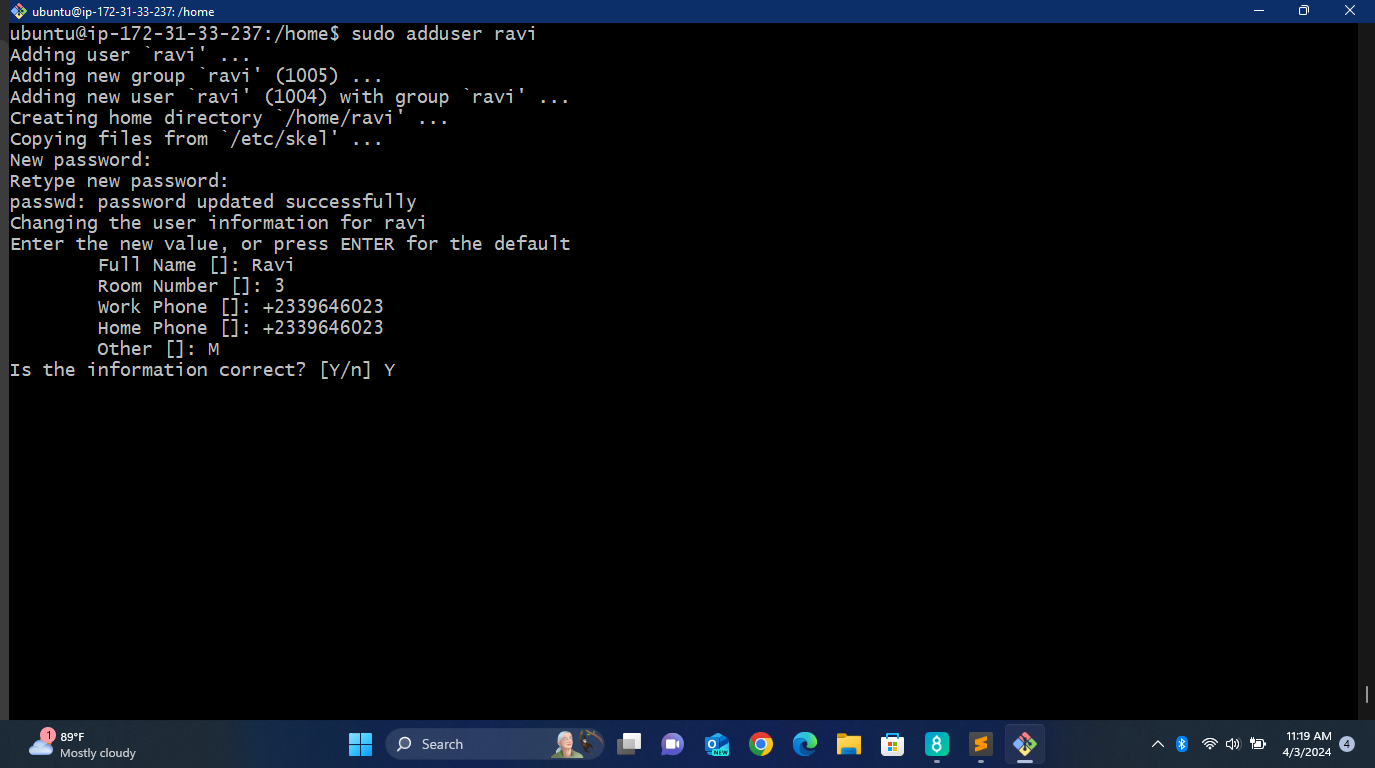 ubuntu@ip-172-31-33-237: /home
ubuntu@ip-172-31-33-237:/home$ sudo adduser ravi
Adding user `ravi' ...
Adding new group `ravi' (1005) ...
Adding new user `ravi' (1004) with group `ravi' ...
Creating home directory `/home/ravi' ...
Copying files from `/etc/skel' ...
New password:
Retype new password:
passwd: password updated successfully
Changing the user information for ravi
Enter the new value, or press ENTER for the default
Full Name []: Ravi
Room Number []: 3
Work Phone []: +2339646023
Home Phone []: +2339646023
Other []: M
Is the information correct? [Y/n] Y
1
89°F
Mostly cloudy
Search
NEW
8
11:19 AM
4/3/2024
4